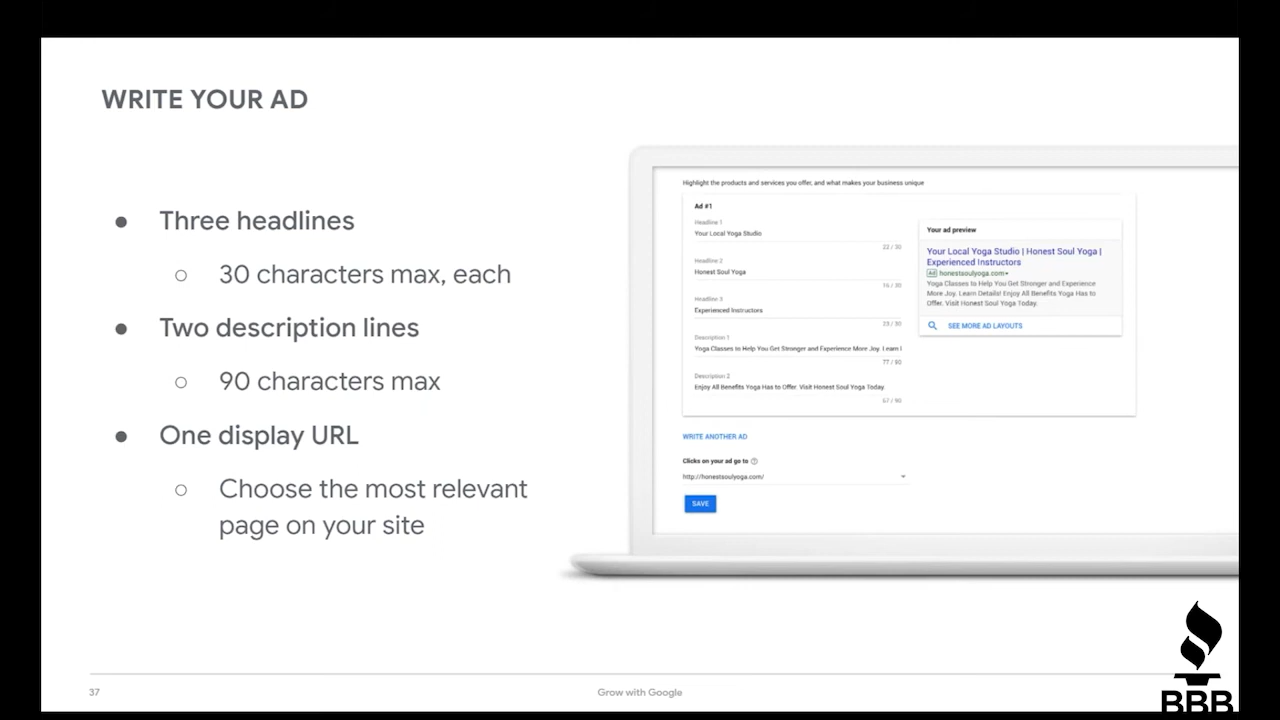 WRITE YOUR AD
● Three headlines
○ 30 characters max, each
● Two description lines
○ 90 characters max
● One display URL
○ Choose the most relevant
page on your site
Highlight the products and services you offer, and what makes your business unique
Ad #1
Headline 1
Your Local Yoga Studio
22 / 30
Headline 2
Honest Soul Yoga
16 / 30
Headline 3
Experienced Instructors
23 / 30
Description 1
Yoga Classes to Help You Get Stronger and Experience More Joy. Learn
77 / 90
Description 2
Enjoy All Benefits Yoga Has to Offer. Visit Honest Soul Yoga Today.
67 / 90
Your ad preview
Your Local Yoga Studio | Honest Soul Yoga |
Experienced Instructors
Ad honestsoulyoga.com
Yoga Classes to Help You Get Stronger and Experience
More Joy. Learn Details! Enjoy All Benefits Yoga Has to
Offer. Visit Honest Soul Yoga Today.
SEE MORE AD LAYOUTS
WRITE ANOTHER AD
Clicks on your ad go to
http://honestsoulyoga.com/
SAVE
37
Grow with Google
BBB